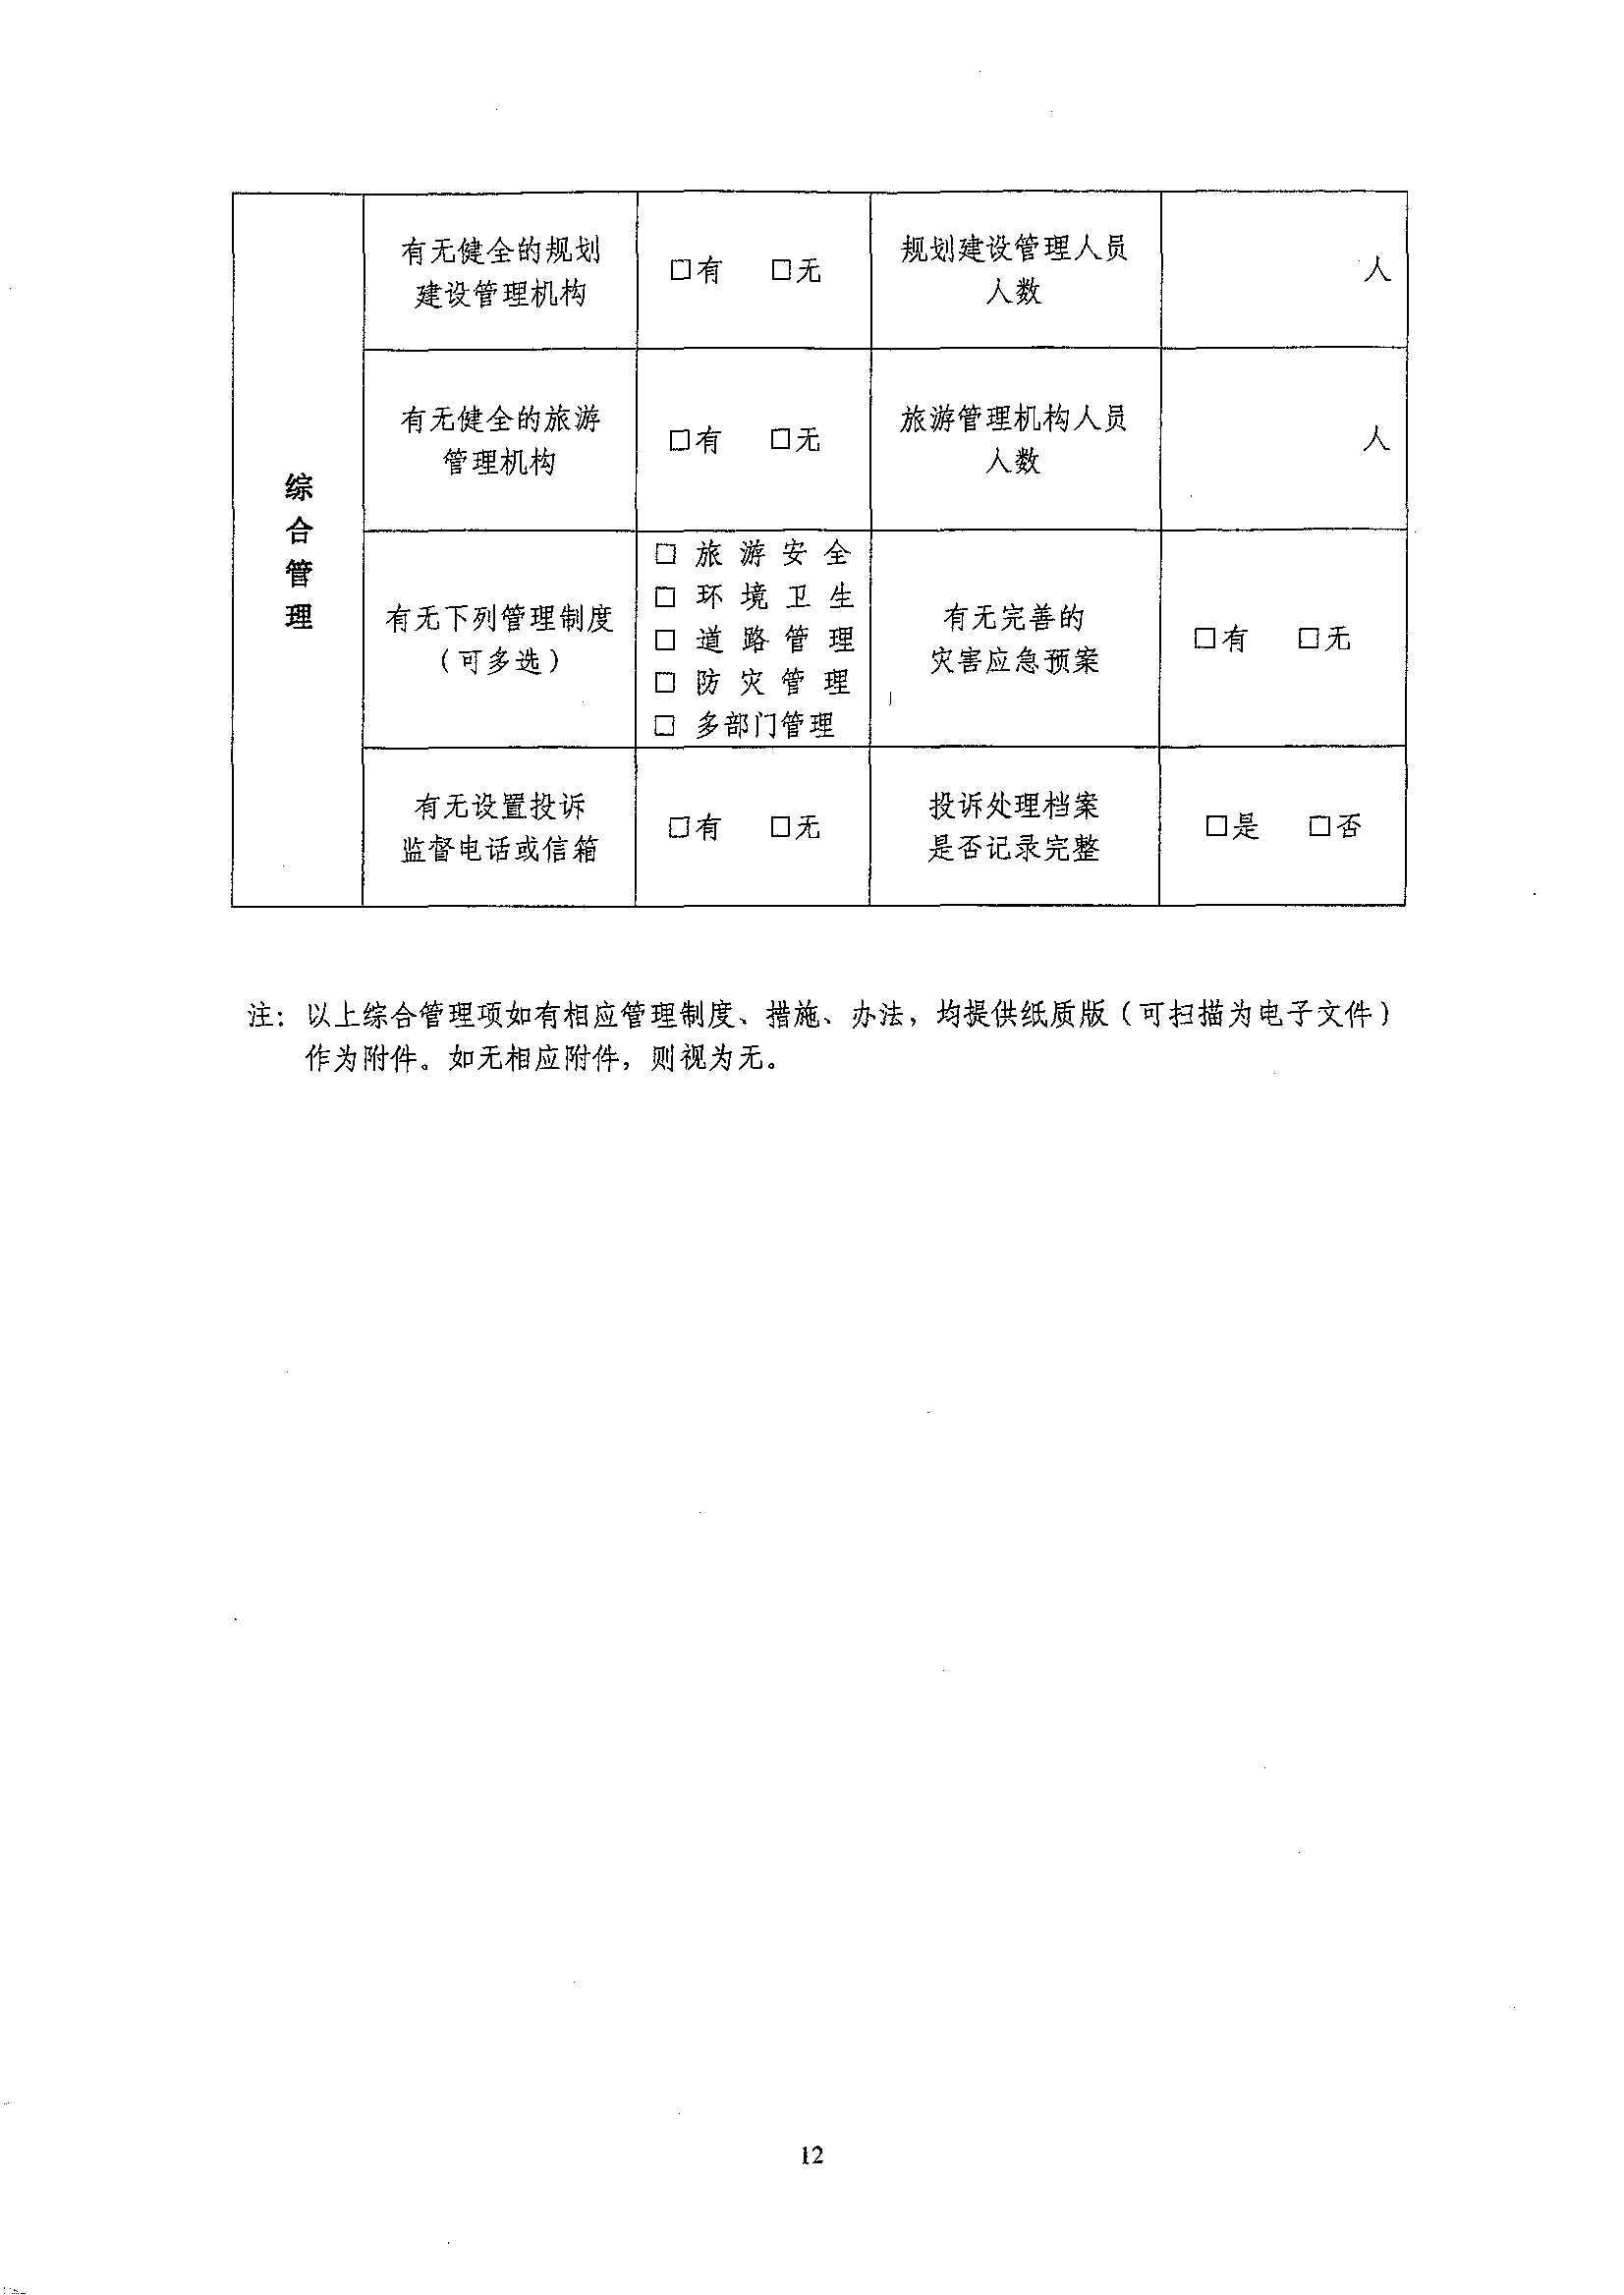 综
合
管
理
有无健全的规划
建设管理机构
□有 □无
规划建设管理人员
人数
人
有无健全的旅游
管理机构
□有 □无
旅游管理机构人员
人数
人
有无下列管理制度
（可多选）
□ 旅游安全
□ 环境卫生
□ 道路管理
□ 防灾管理
□ 多部门管理
有无完善的
灾害应急预案
□有 □无
有无设置投诉
监督电话或信箱
□有 □无
投诉处理档案
是否记录完整
□是 □否
注：以上综合管理项如有相应管理制度、措施、办法，均提供纸质版（可扫描为电子文件）
作为附件。如无相应附件，则视为无。
12